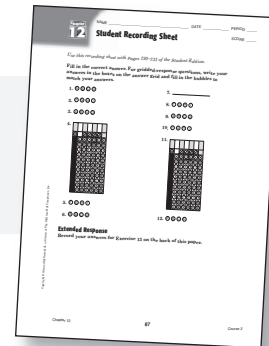 NAME
DATE
PERIOD
SCORE
12
Student Recording Sheet
Use this recording sheet with pages of the Student Edition.
Fill in the correct answer. For gridded-response questions, write your
answers in the boxes on the answer grid and fill in the bubbles to
match your answers.
1.
2.
3.
4.
5.
6.
7.
8.
9.
10.
11.
12.
Extended Response
Record your answers for Exercise 13 on the back of this paper.
Chapter 12
87
Course 2